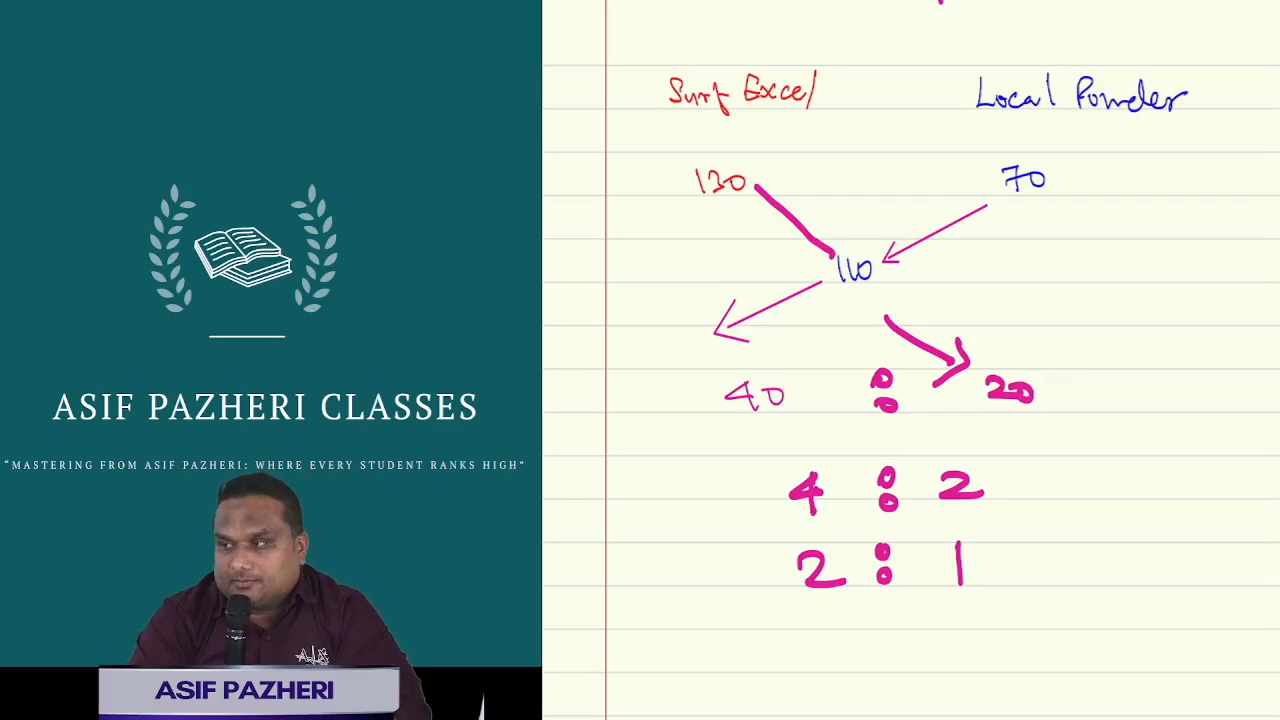 ASIF PAZHERI CLASSES
"MASTERING FROM ASIF PAZHERI: WHERE EVERY STUDENT RANKS HIGH"
ASIF PAZHERI
Surf Excel Local Powder
130 70
110
40 : 20
4 : 2
2 : 1